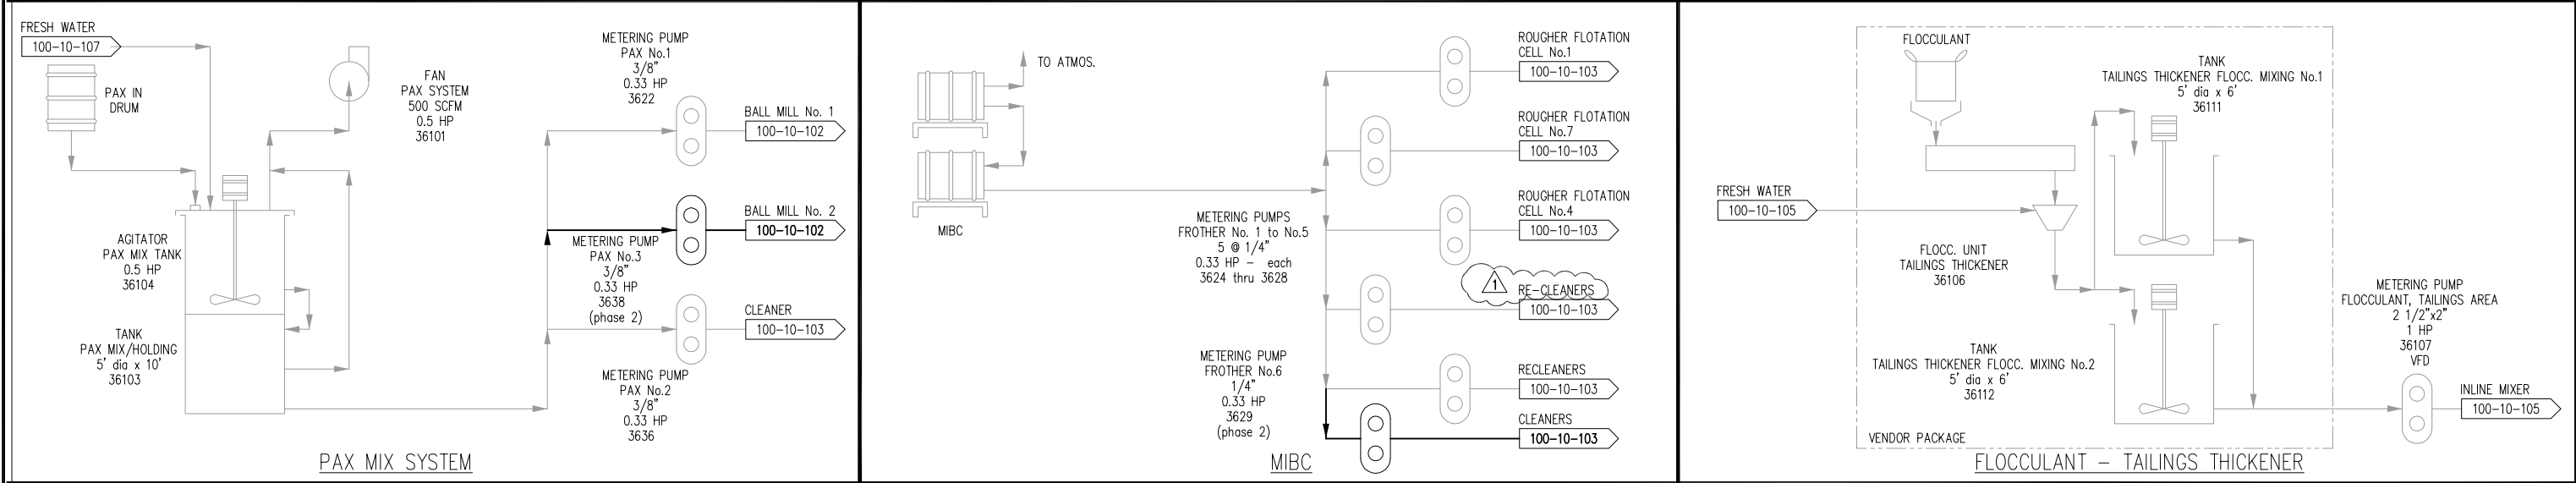 FRESH WATER
100-10-107
PAX IN
DRUM
FAN
PAX SYSTEM
500 SCFM
0.5 HP
36101
METERING PUMP
PAX No.1
3/8"
0.33 HP
3622
BALL MILL No. 1
100-10-102
BALL MILL No. 2
100-10-102
AGITATOR
PAX MIX TANK
0.5 HP
36104
METERING PUMP
PAX No.3
3/8"
0.33 HP
3638
(phase 2)
CLEANER
100-10-103
TANK
PAX MIX/HOLDING
5' dia x 10'
36103
METERING PUMP
PAX No.2
3/8"
0.33 HP
3636
PAX MIX SYSTEM
TO ATMOS.
MIBC
ROUGHER FLOTATION
CELL No.1
100-10-103
ROUGHER FLOTATION
CELL No.7
100-10-103
ROUGHER FLOTATION
CELL No.4
100-10-103
METERING PUMPS
FROTHER No. 1 to No.5
5 @ 1/4"
0.33 HP - each
3624 thru 3628
1
RE-CLEANERS
100-10-103
METERING PUMP
FROTHER No.6
1/4"
0.33 HP
3629
(phase 2)
RECLEANERS
100-10-103
CLEANERS
100-10-103
MIBC
FLOCCULANT
TANK
TAILINGS THICKENER FLOCC. MIXING No.1
5' dia x 6'
36111
FRESH WATER
100-10-105
FLOCC. UNIT
TAILINGS THICKENER
36106
TANK
TAILINGS THICKENER FLOCC. MIXING No.2
5' dia x 6'
36112
METERING PUMP
FLOCCULANT, TAILINGS AREA
2 1/2"x2"
1 HP
36107
VFD
INLINE MIXER
100-10-105
VENDOR PACKAGE
FLOCCULANT - TAILINGS THICKENER